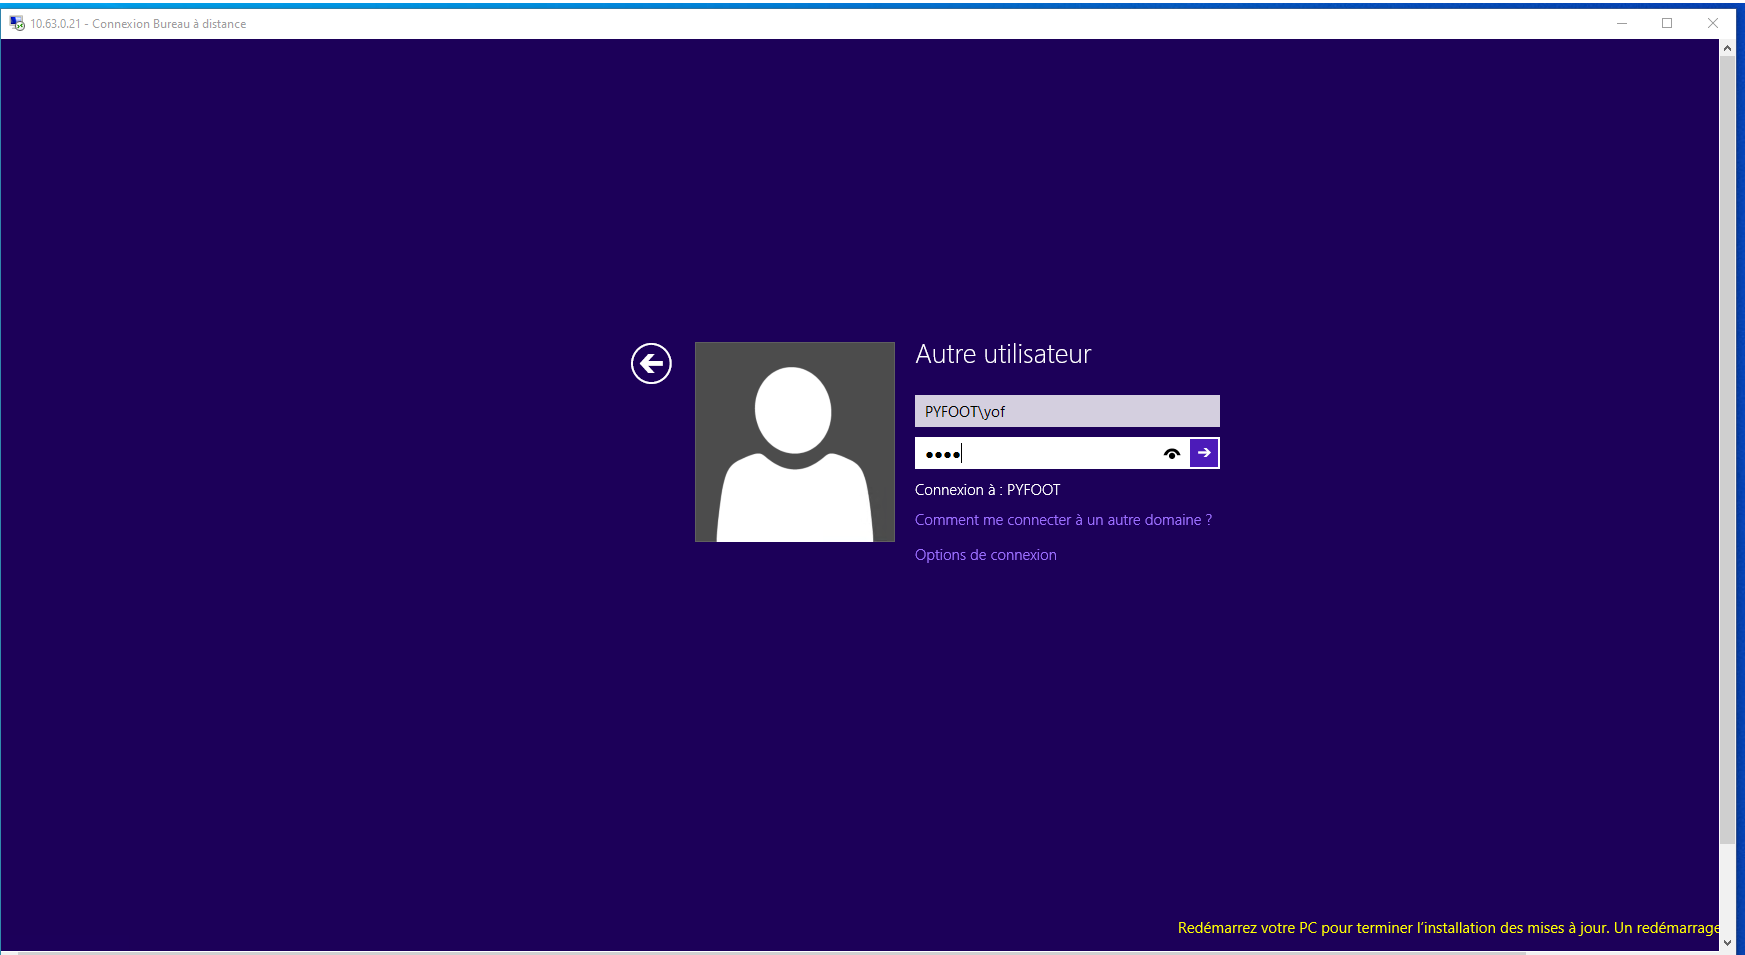 10.63.0.21 - Connexion Bureau à distance
Autre utilisateur
PYFOOT\yof
Connexion à : PYFOOT
Comment me connecter à un autre domaine ?
Options de connexion
Redémarrez votre PC pour terminer l’installation des mises à jour. Un redémarrage